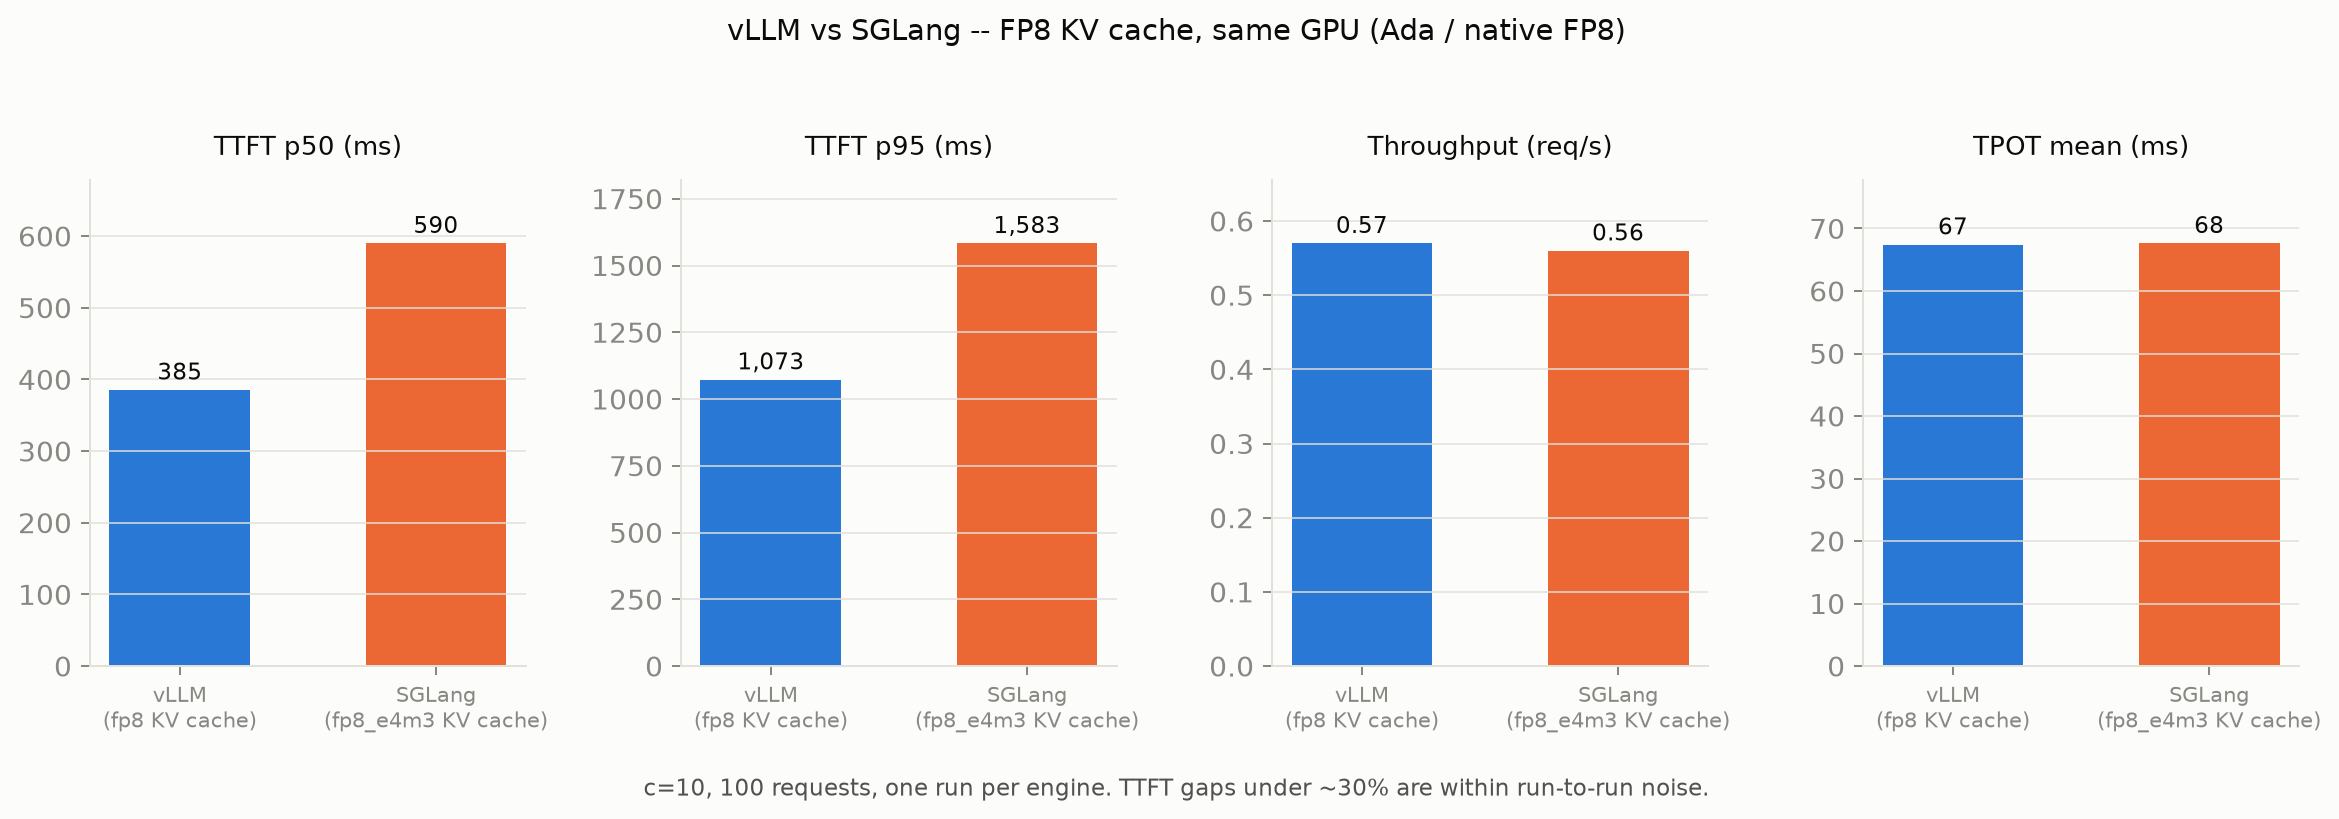 vLLM vs SGLang -- FP8 KV cache, same GPU (Ada / native FP8)
TTFT p50 (ms)
600
500
400
300
200
100
0
385
590
vLLM
(fp8 KV cache)
SGLang
(fp8_e4m3 KV cache)
TTFT p95 (ms)
1750
1500
1250
1000
750
500
250
0
1,073
1,583
vLLM
(fp8 KV cache)
SGLang
(fp8_e4m3 KV cache)
Throughput (req/s)
0.6
0.5
0.4
0.3
0.2
0.1
0.0
0.57
0.56
vLLM
(fp8 KV cache)
SGLang
(fp8_e4m3 KV cache)
TPOT mean (ms)
70
60
50
40
30
20
10
0
67
68
vLLM
(fp8 KV cache)
SGLang
(fp8_e4m3 KV cache)
c=10, 100 requests, one run per engine. TTFT gaps under ~30% are within run-to-run noise.